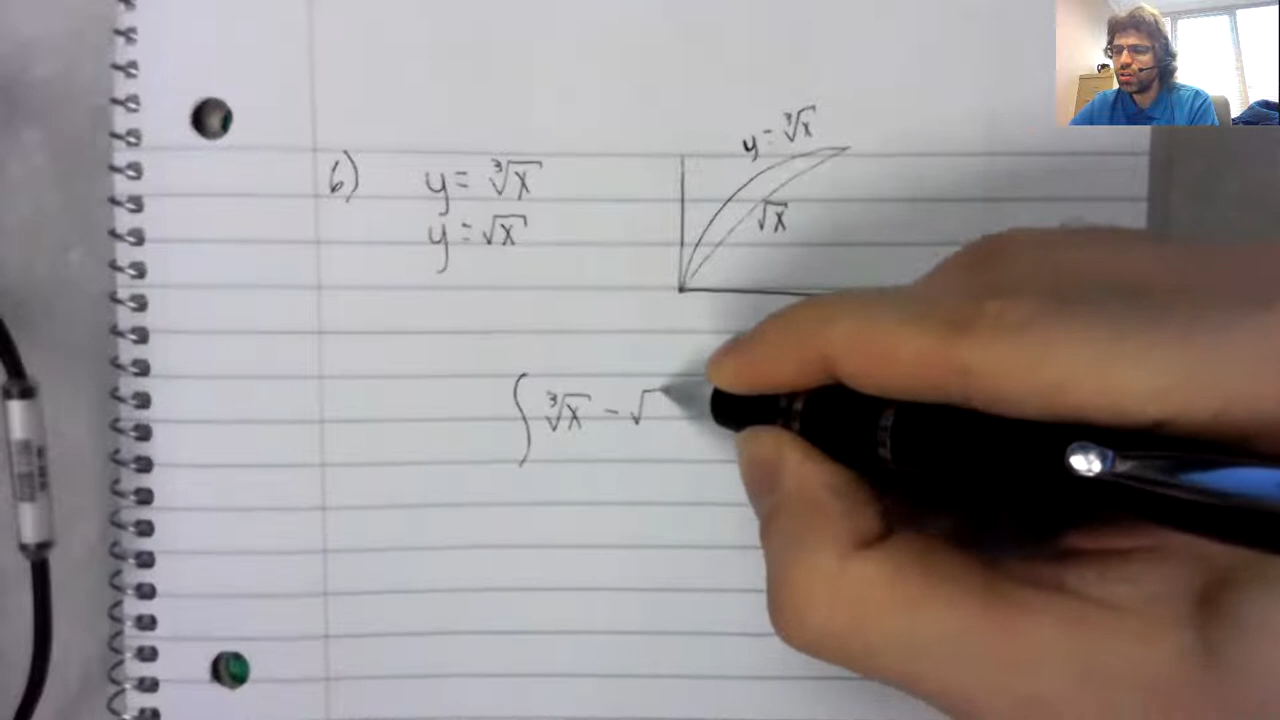 6) y = ∛x
y = √x
y = ∛x
√x
∫ ∛x - √